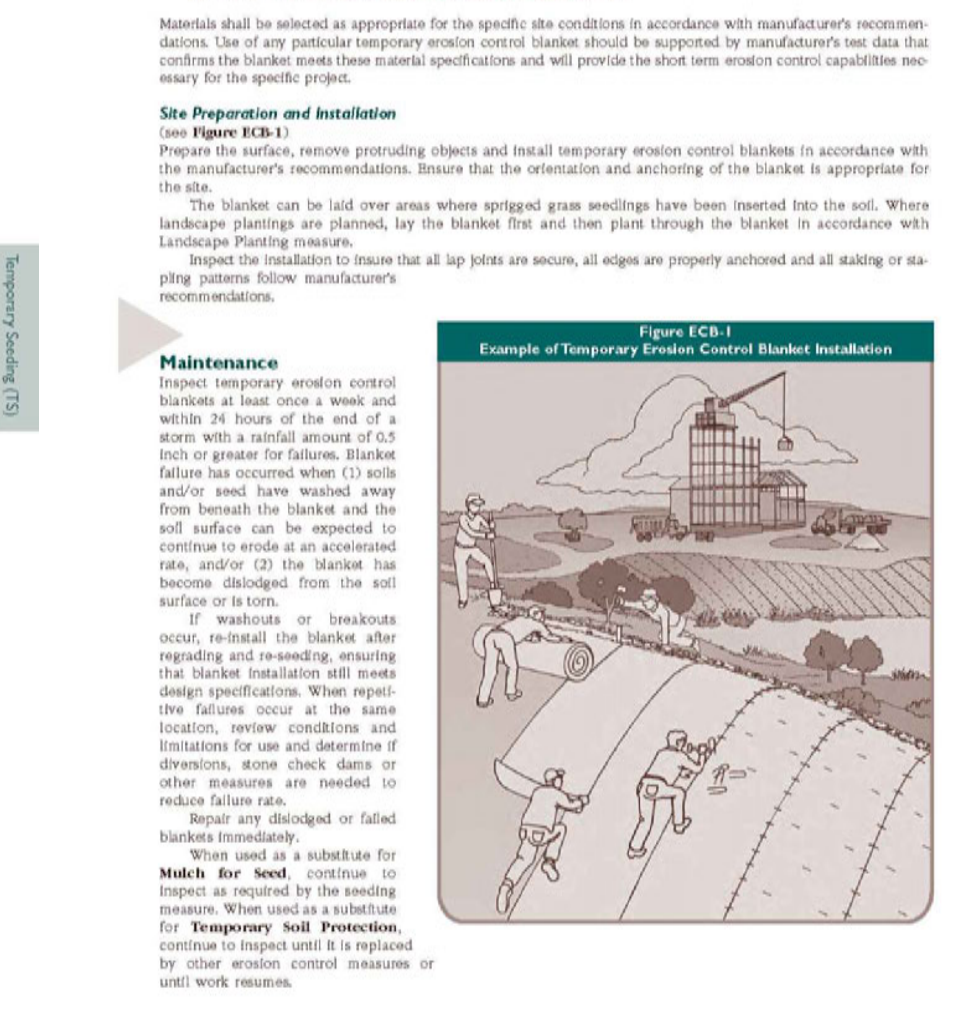 Materials shall be selected as appropriate for the specific site conditions in accordance with manufacturer's recommen-
dations. Use of any particular temporary erosion control blanket should be supported by manufacturer's test data that
confirms the blanket meets these material specifications and will provide the short term erosion control capabilities nec-
essary for the specific project.
Site Preparation and Installation
(see Figure ECB-1)
Prepare the surface, remove protruding objects and install temporary erosion control blankets in accordance with
the manufacturer's recommendations. Ensure that the orientation and anchoring of the blanket is appropriate for
the site.
The blanket can be laid over areas where sprigged grass seedlings have been inserted into the soil. Where
landscape plantings are planned, lay the blanket first and then plant through the blanket in accordance with
Landscape Planting measure.
Inspect the installation to insure that all lap joints are secure, all edges are properly anchored and all staking or sta-
pling patterns follow manufacturer's
recommendations.
Temporary Seeding (TS)
Maintenance
Inspect temporary erosion control
blankets at least once a week and
within 24 hours of the end of a
storm with a rainfall amount of 0.5
inch or greater for failures. Blanket
failure has occurred when (1) soils
and/or seed have washed away
from beneath the blanket and the
soil surface can be expected to
continue to erode at an accelerated
rate, and/or (2) the blanket has
become dislodged from the soil
surface or is torn.
If washouts or breakouts
occur, re-install the blanket after
regrading and re-seeding, ensuring
that blanket installation still meets
design specifications. When repeti-
tive failures occur at the same
location, review conditions and
limitations for use and determine if
diversions, stone check dams or
other measures are needed to
reduce failure rate.
Repair any dislodged or failed
blankets immediately.
When used as a substitute for
Mulch for Seed, continue to
inspect as required by the seeding
measure. When used as a substitute
for Temporary Soil Protection,
continue to inspect until it is replaced
by other erosion control measures or
until work resumes.
Figure ECB-1
Example of Temporary Erosion Control Blanket Installation